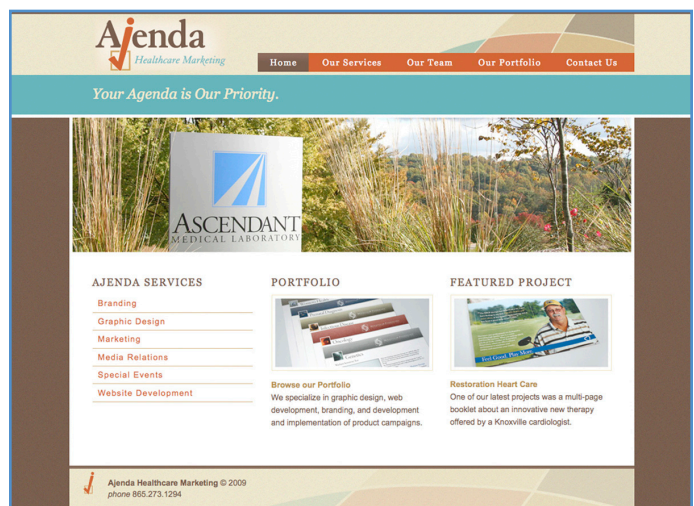 Ajenda
Healthcare Marketing
Home
Our Services
Our Team
Our Portfolio
Contact Us
Your Agenda is Our Priority.
ASCENDANT
MEDICAL LABORATORY
AJENDA SERVICES
Branding
Graphic Design
Marketing
Media Relations
Special Events
Website Development
PORTFOLIO
Browse our Portfolio
We specialize in graphic design, web
development, branding, and development
and implementation of product campaigns.
FEATURED PROJECT
Feel Good. Play More.
Restoration Heart Care
One of our latest projects was a multi-page
booklet about an innovative new therapy
offered by a Knoxville cardiologist.
Ajenda Healthcare Marketing © 2009
phone 865.273.1294